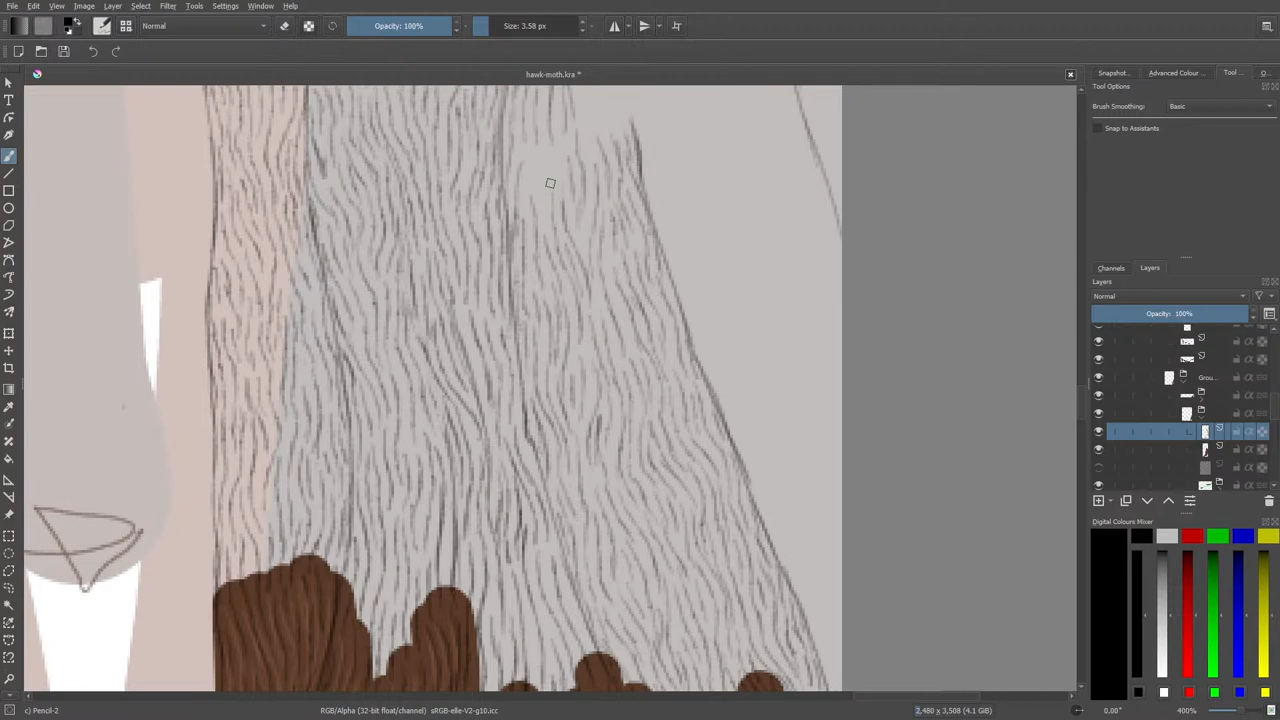 File Edit View Image Layer Select Filter Tools Settings Window Help
Normal Opacity: 100% Size: 3.58 px
hawk-moth.kra *
Snapshot... Advanced Colour ... Tool ... O...
Tool Options
Brush Smoothing: Basic
Snap to Assistants
Channels Layers
Layers
Normal
Opacity: 100%
Grou...
Digital Colours Mixer
c) Pencil-2 RGB/Alpha (32-bit float/channel) sRGB-elle-V2-g10.icc 2,480 x 3,508 (4.1 GiB) 0.00° 400%